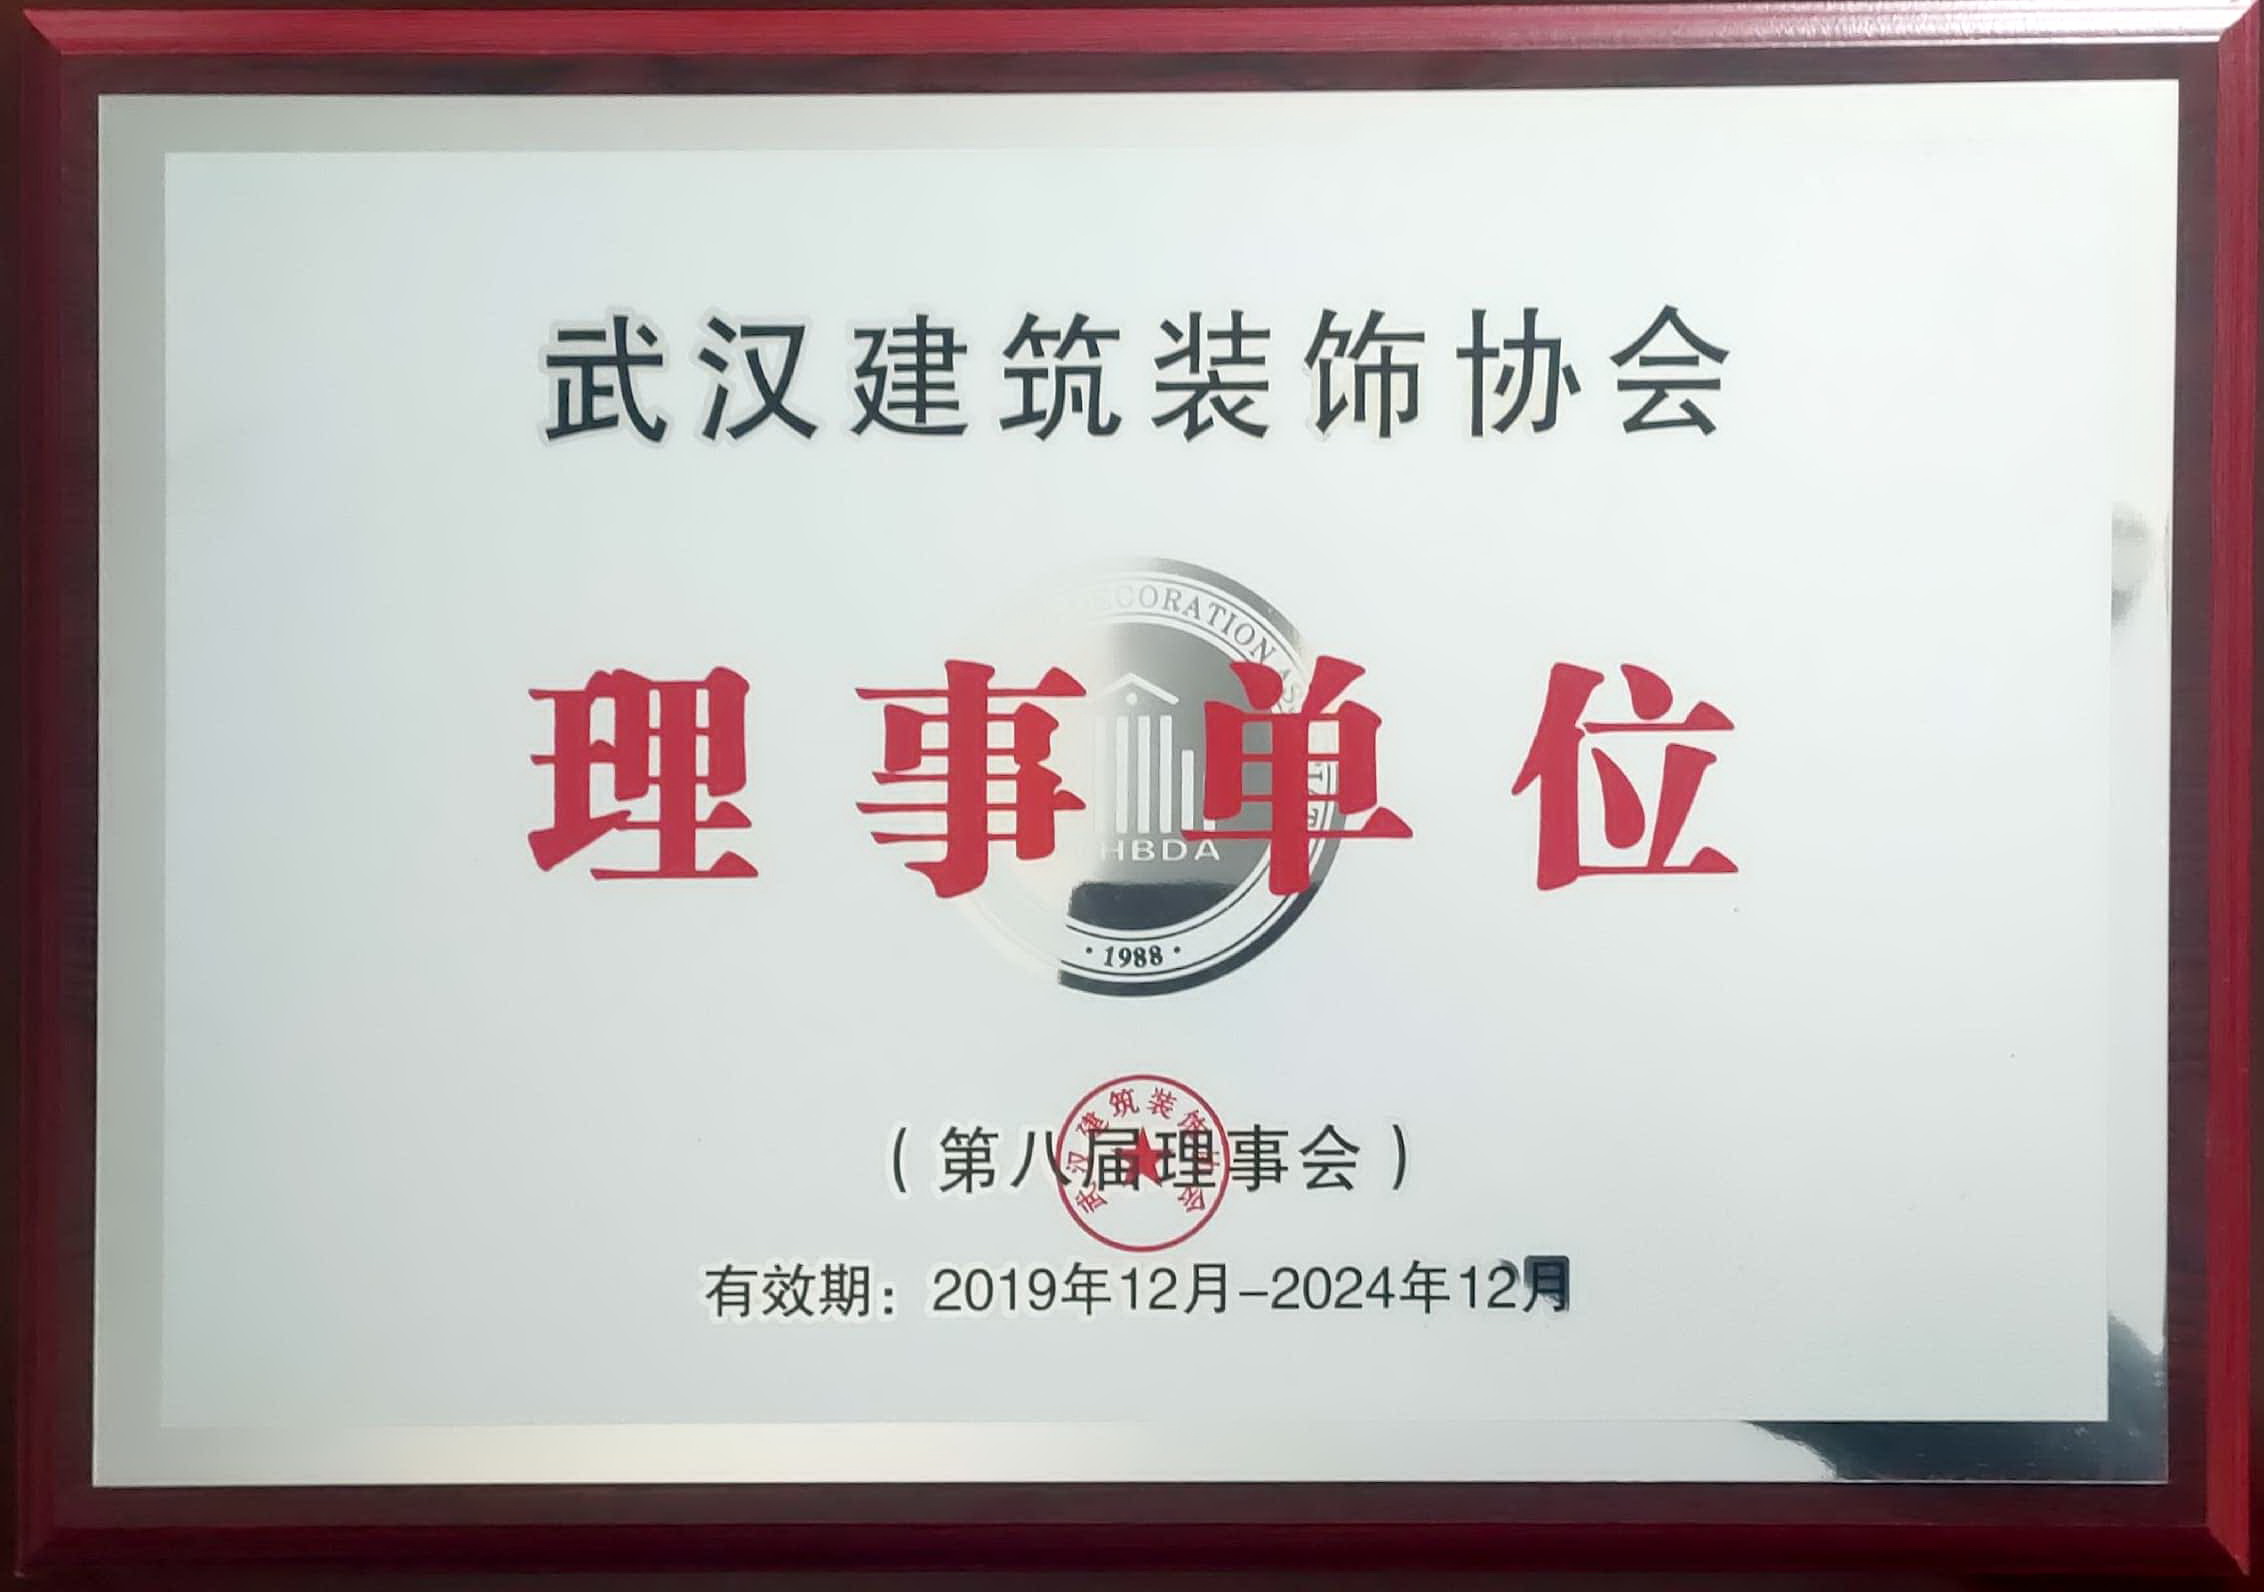 武汉建筑装饰协会
CORATION
理事单位
HBDA
· 1988 ·
武汉建筑装饰协会
（第八届理事会）
有效期：2019年12月-2024年12月